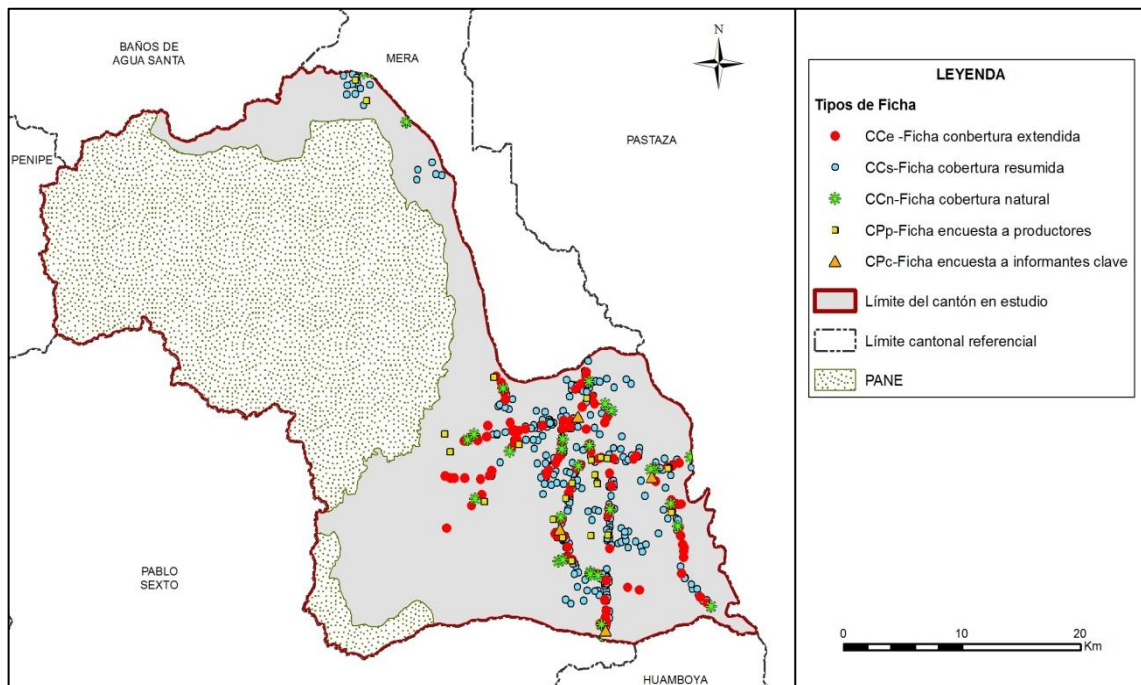 BAÑOS DE
AGUA SANTA
MERA
N
PENIPE
PASTAZA
PABLO
SEXTO
HUAMBOYA
LEYENDA
Tipos de Ficha
CCe -Ficha conbertura extendida
CCs-Ficha cobertura resumida
CCn-Ficha cobertura natural
CPp-Ficha encuesta a productores
CPc-Ficha encuesta a informantes clave
Límite del cantón en estudio
Límite cantonal referencial
PANE
0 10 20
Km